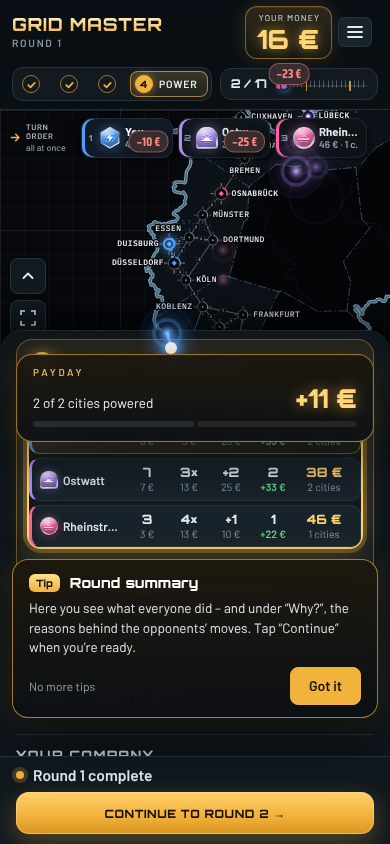 GRID MASTER
ROUND 1
YOUR MONEY
16 €
4 POWER
2 / 17
-23 €
CUXHAVEN
LÜBECK
→ TURN ORDER
all at once
1 You
-10 €
2
-25 €
3 Rhein...
46 € · 1 c.
BREMEN
OSNABRÜCK
MÜNSTER
ESSEN
DUISBURG
DORTMUND
DÜSSELDORF
KÖLN
KOBLENZ
FRANKFURT
PAYDAY
2 of 2 cities powered
+11 €
Ostwatt 7 3x +2 2 38 €
7 € 13 € 25 € +33 € 2 cities
Rheinstr... 3 4x +1 1 46 €
3 € 13 € 10 € +22 € 1 cities
Tip Round summary
Here you see what everyone did – and under “Why?”, the
reasons behind the opponents’ moves. Tap “Continue”
when you’re ready.
No more tips
Got it
YOUR COMPANY
Round 1 complete
CONTINUE TO ROUND 2 →